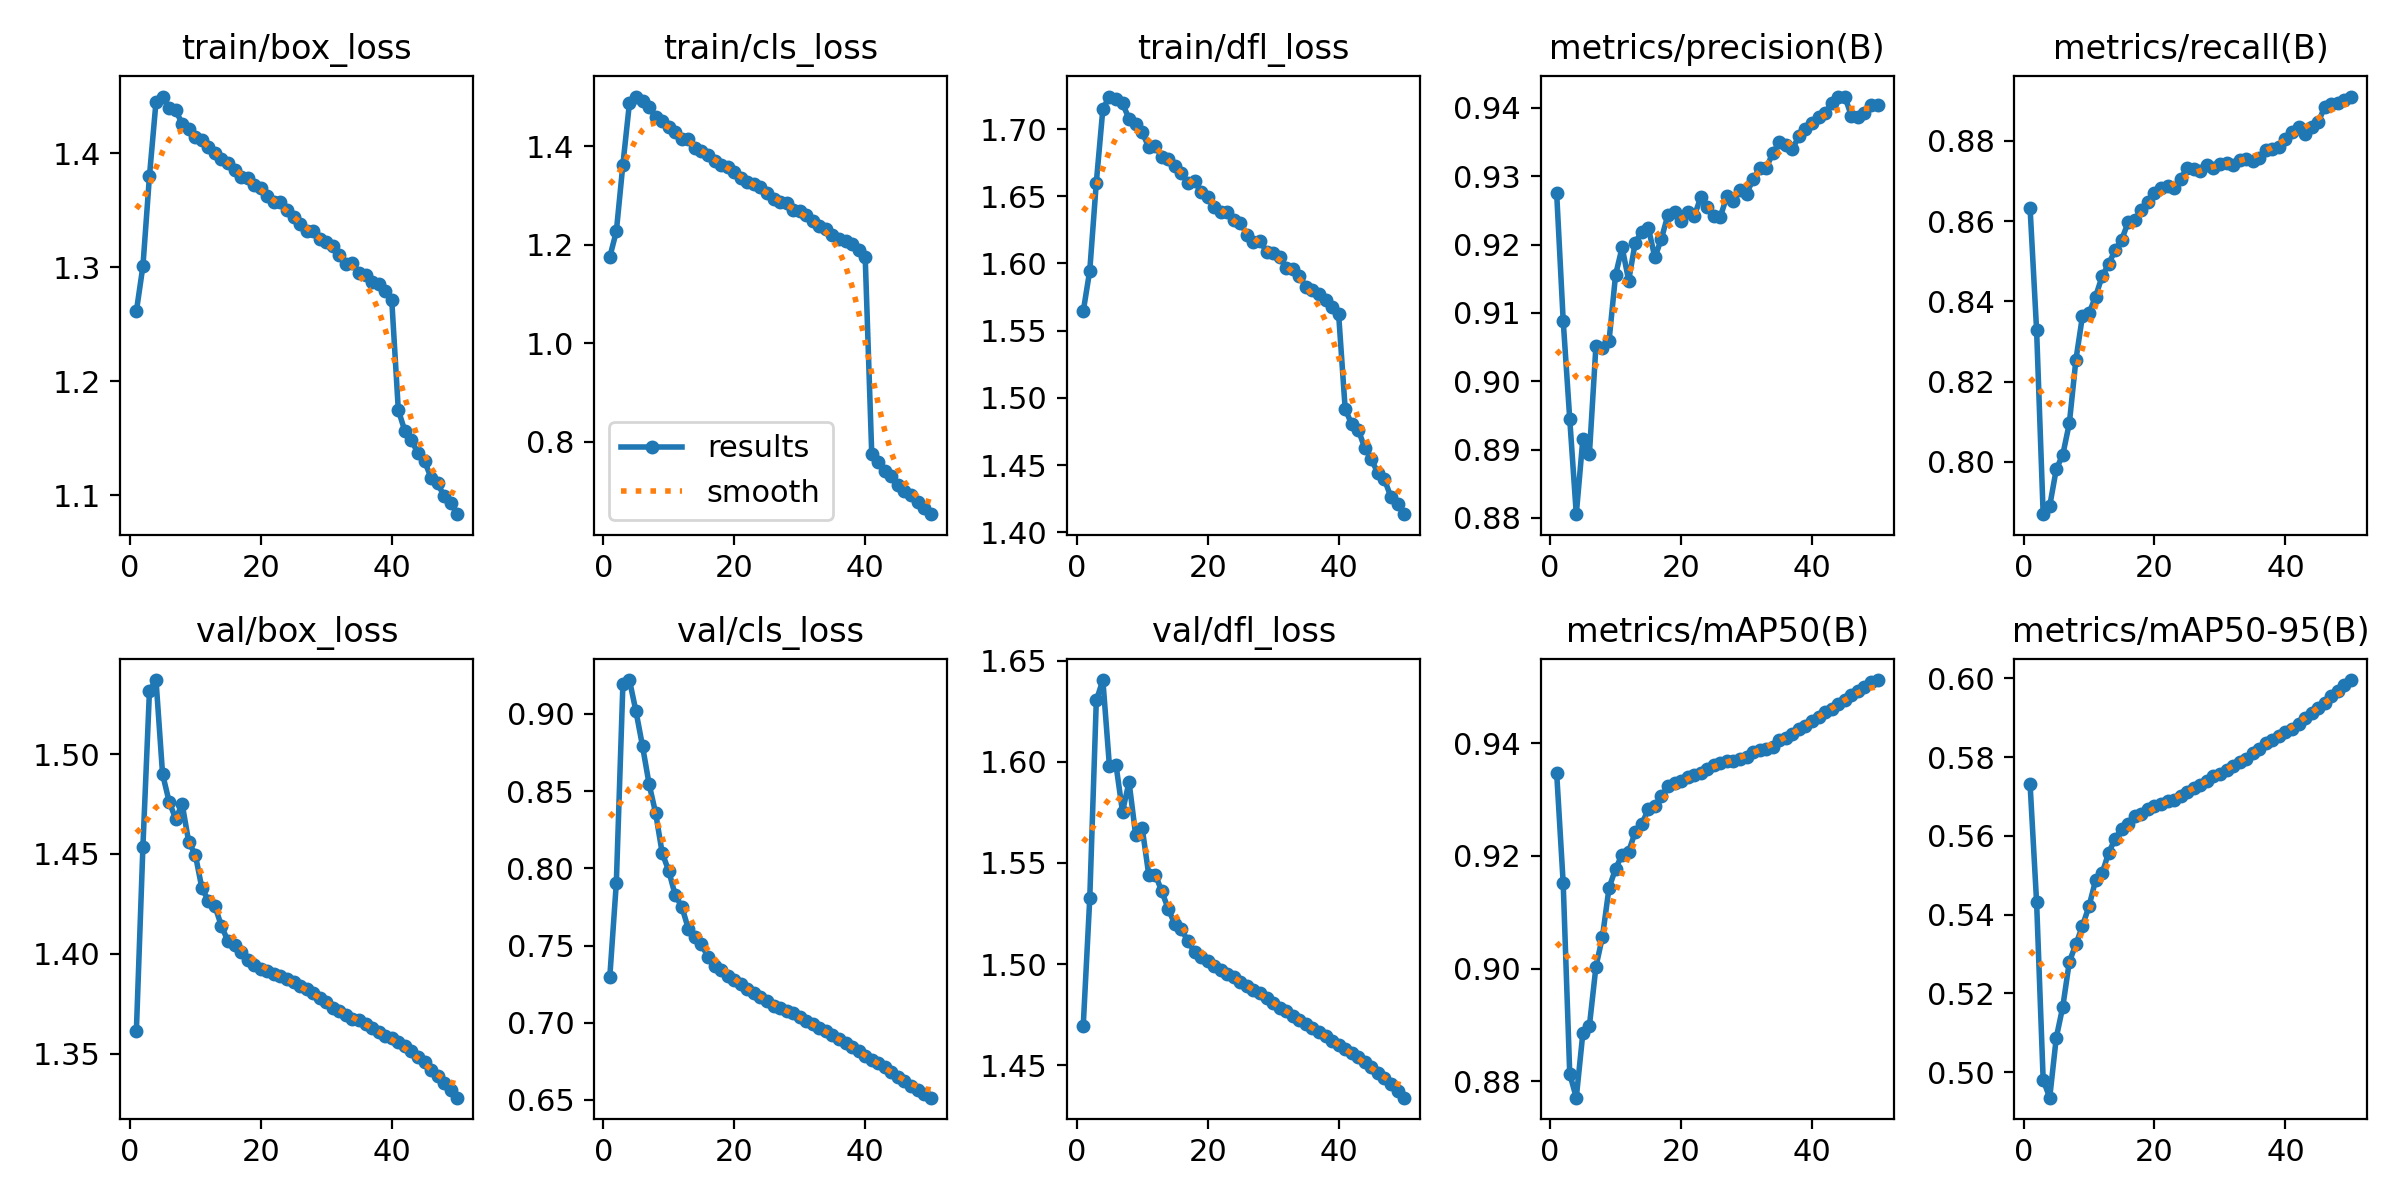 train/box_loss
1.4
1.3
1.2
1.1
0 20 40
train/cls_loss
1.4
1.2
1.0
0.8
results
smooth
0 20 40
train/dfl_loss
1.70
1.65
1.60
1.55
1.50
1.45
1.40
0 20 40
metrics/precision(B)
0.94
0.93
0.92
0.91
0.90
0.89
0.88
0 20 40
metrics/recall(B)
0.88
0.86
0.84
0.82
0.80
0 20 40
val/box_loss
1.50
1.45
1.40
1.35
0 20 40
val/cls_loss
0.90
0.85
0.80
0.75
0.70
0.65
0 20 40
val/dfl_loss
1.65
1.60
1.55
1.50
1.45
0 20 40
metrics/mAP50(B)
0.94
0.92
0.90
0.88
0 20 40
metrics/mAP50-95(B)
0.60
0.58
0.56
0.54
0.52
0.50
0 20 40